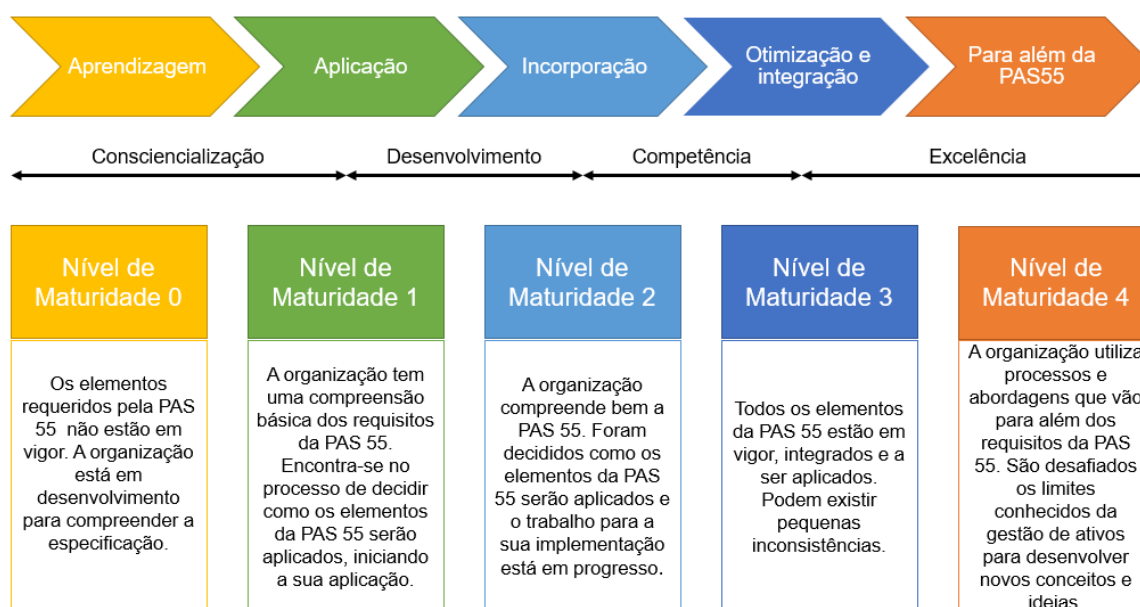 Aprendizagem
Aplicação
Incorporação
Otimização e
integração
Para além da
PAS55
Consciencialização
Desenvolvimento
Competência
Excelência
Nível de
Maturidade 0
Os elementos
requeridos pela PAS
55 não estão em
vigor. A organização
está em
desenvolvimento
para compreender a
especificação.
Nível de
Maturidade 1
A organização tem
uma compreensão
básica dos requisitos
da PAS 55.
Encontra-se no
processo de decidir
como os elementos
da PAS 55 serão
aplicados, iniciando
a sua aplicação.
Nível de
Maturidade 2
A organização
compreende bem a
PAS 55. Foram
decididos como os
elementos da PAS
55 serão aplicados e
o trabalho para a
sua implementação
está em progresso.
Nível de
Maturidade 3
Todos os elementos
da PAS 55 estão em
vigor, integrados e a
ser aplicados.
Podem existir
pequenas
inconsistências.
Nível de
Maturidade 4
A organização utiliza
processos e
abordagens que vão
para além dos
requisitos da PAS
55. São desafiados
os limites
conhecidos da
gestão de ativos
para desenvolver
novos conceitos e
ideias